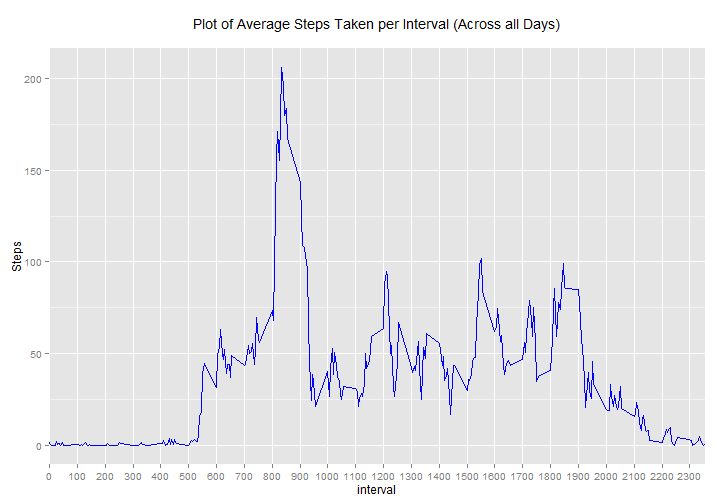 Plot of Average Steps Taken per Interval (Across all Days)
200
150
100
50
0
Steps
0 100 200 300 400 500 600 700 800 900 1000 1100 1200 1300 1400 1500 1600 1700 1800 1900 2000 2100 2200 2300
interval